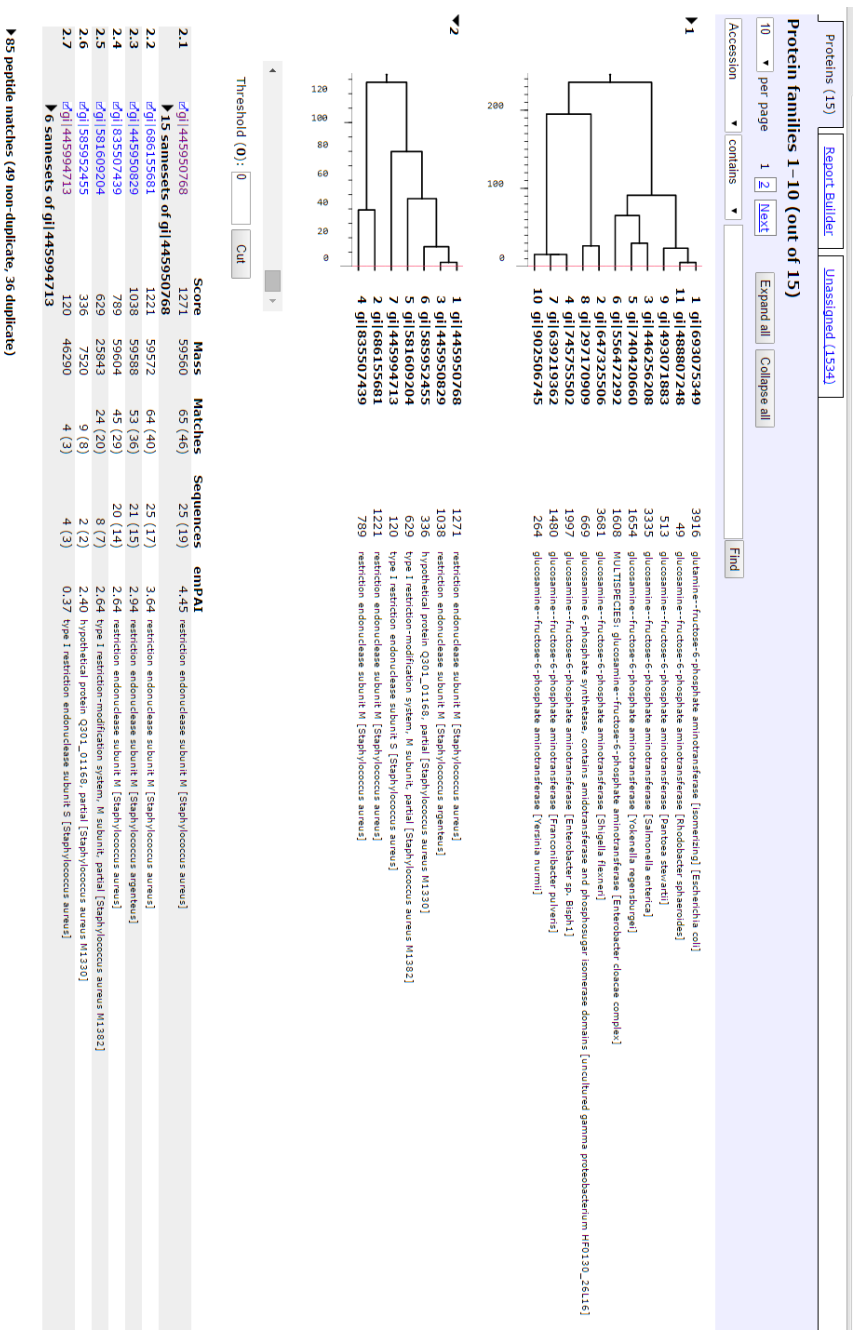 Proteins (15) Report Builder Unassigned (1534)
Protein families 1–10 (out of 15)
10 ▼ per page 1 2 Next Expand all Collapse all
Accession ▼ contains ▼ Find
▶1
200 100 0
1 gi|693075349 3916 glutamine--fructose-6-phosphate aminotransferase [isomerizing] [Escherichia coli]
11 gi|488807248 49 glucosamine--fructose-6-phosphate aminotransferase [Rhodobacter sphaeroides]
9 gi|493071883 513 glucosamine--fructose-6-phosphate aminotransferase [Pantoea stewartii]
3 gi|446256208 3335 glucosamine--fructose-6-phosphate aminotransferase [Salmonella enterica]
5 gi|740420660 1654 glucosamine--fructose-6-phosphate aminotransferase [Yokenella regensburgei]
6 gi|556472292 1608 MULTISPECIES: glucosamine--fructose-6-phosphate aminotransferase [Enterobacter cloacae complex]
2 gi|647325506 3681 glucosamine--fructose-6-phosphate aminotransferase [Shigella flexneri]
8 gi|297170909 669 glucosamine 6-phosphate synthetase, contains amidotransferase and phosphosugar isomerase domains [uncultured gamma proteobacterium HF0130_26L16]
4 gi|745755502 1997 glucosamine--fructose-6-phosphate aminotransferase [Enterobacter sp. Bisph1]
7 gi|639219362 1480 glucosamine--fructose-6-phosphate aminotransferase [Franconibacter pulveris]
10 gi|902506745 264 glucosamine--fructose-6-phosphate aminotransferase [Yersinia nurmii]
▼2
120 100 80 60 40 20 0
1 gi|445950768 1271 restriction endonuclease subunit M [Staphylococcus aureus]
3 gi|445950829 1038 restriction endonuclease subunit M [Staphylococcus argenteus]
6 gi|585952455 336 hypothetical protein Q301_01168, partial [Staphylococcus aureus M1330]
5 gi|581609204 629 type I restriction-modification system, M subunit, partial [Staphylococcus aureus M1382]
7 gi|445994713 120 type I restriction endonuclease subunit S [Staphylococcus aureus]
2 gi|686155681 1221 restriction endonuclease subunit M [Staphylococcus aureus]
4 gi|835507439 789 restriction endonuclease subunit M [Staphylococcus aureus]
Threshold (0): 0 Cut
Score Mass Matches Sequences emPAI
2.1 gi|445950768 1271 59560 65 (46) 25 (19) 4.45 restriction endonuclease subunit M [Staphylococcus aureus]
▶15 samesets of gi|445950768
2.2 gi|686155681 1221 59572 64 (40) 25 (17) 3.64 restriction endonuclease subunit M [Staphylococcus aureus]
2.3 gi|445950829 1038 59588 53 (36) 21 (15) 2.94 restriction endonuclease subunit M [Staphylococcus argenteus]
2.4 gi|835507439 789 59604 45 (29) 20 (14) 2.64 restriction endonuclease subunit M [Staphylococcus aureus]
2.5 gi|581609204 629 25843 24 (20) 8 (7) 2.64 type I restriction-modification system, M subunit, partial [Staphylococcus aureus M1382]
2.6 gi|585952455 336 7520 9 (8) 2 (2) 2.40 hypothetical protein Q301_01168, partial [Staphylococcus aureus M1330]
2.7 gi|445994713 120 46290 4 (3) 4 (3) 0.37 type I restriction endonuclease subunit S [Staphylococcus aureus]
▶6 samesets of gi|445994713
▶85 peptide matches (49 non-duplicate, 36 duplicate)